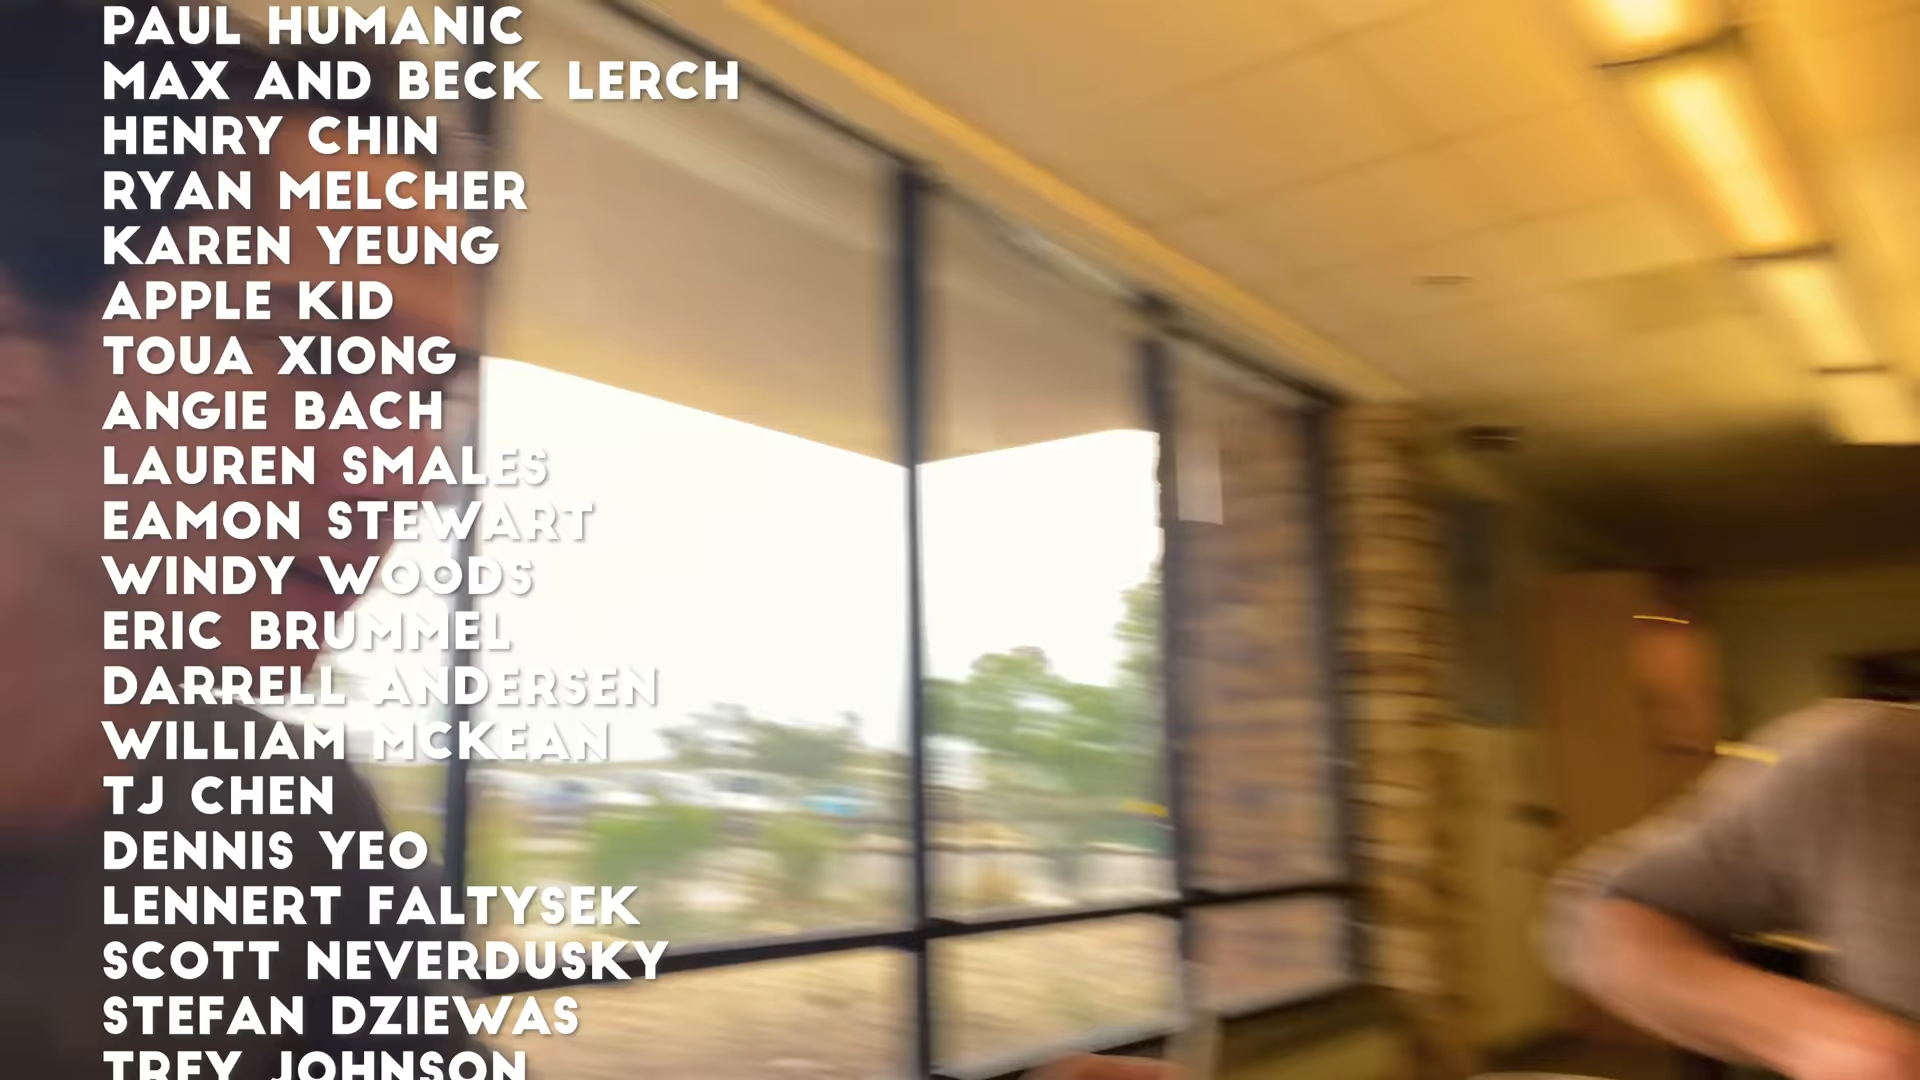 PAUL HUMANIC
MAX AND BECK LERCH
HENRY CHIN
RYAN MELCHER
KAREN YEUNG
APPLE KID
TOUA XIONG
ANGIE BACH
LAUREN SMALES
EAMON STEWART
WINDY WOODS
ERIC BRUMMEL
DARRELL ANDERSEN
WILLIAM MCKEAN
TJ CHEN
DENNIS YEO
LENNERT FALTYSEK
SCOTT NEVERDUSKY
STEFAN DZIEWAS
TREY JOHNSON